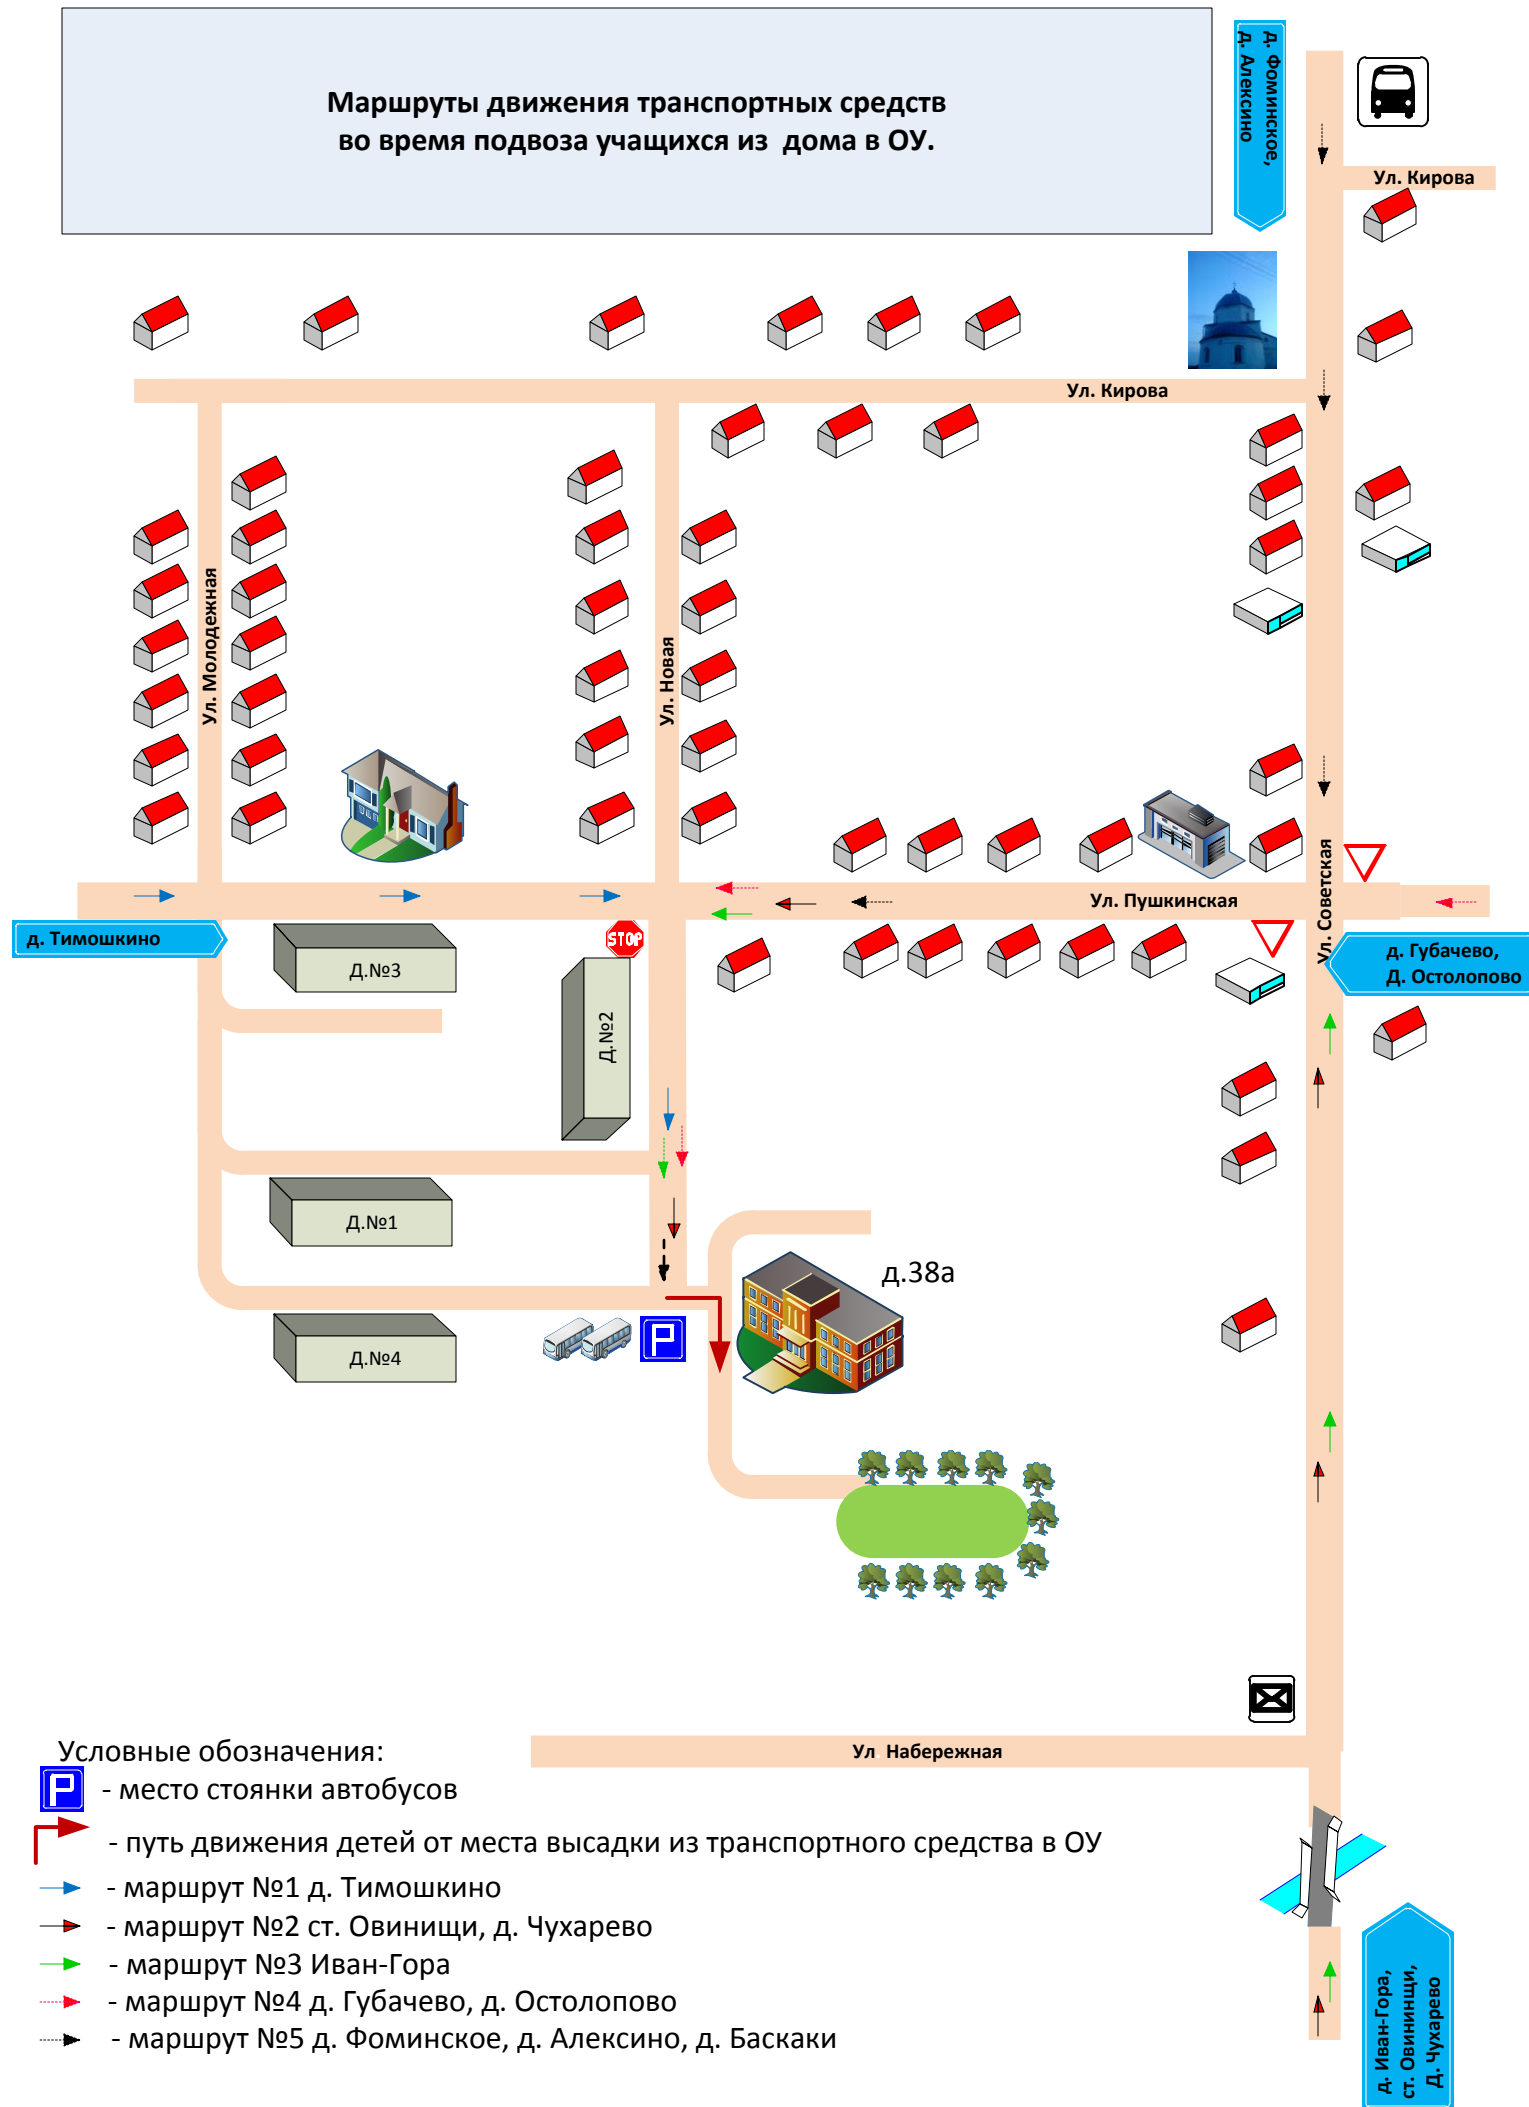 Маршруты движения транспортных средств
во время подвоза учащихся из дома в ОУ.
д. Фоминское,
д. Алексино
Ул. Кирова
Ул. Кирова
Ул. Молодежная
Ул. Новая
Ул. Советская
Ул. Пушкинская
д. Тимошкино
STOP
д. Губачево,
Д. Остолопово
Д.№3
Д.№2
Д.№1
д.38а
P
Д.№4
Ул Набережная
Условные обозначения:
P - место стоянки автобусов
- путь движения детей от места высадки из транспортного средства в ОУ
- маршрут №1 д. Тимошкино
- маршрут №2 ст. Овинищи, д. Чухарево
- маршрут №3 Иван-Гора
- маршрут №4 д. Губачево, д. Остолопово
- маршрут №5 д. Фоминское, д. Алексино, д. Баскаки
д. Иван-Гора,
ст. Овининщи,
Д. Чухарево